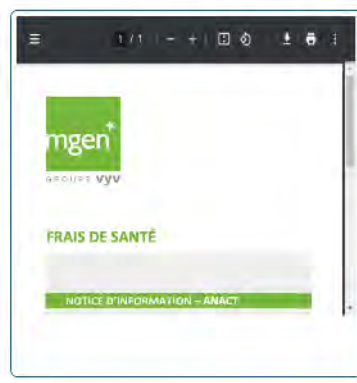 1 / 1
mgen*
GROUPE vyv
FRAIS DE SANTÉ
NOTICE D'INFORMATION – ANACT